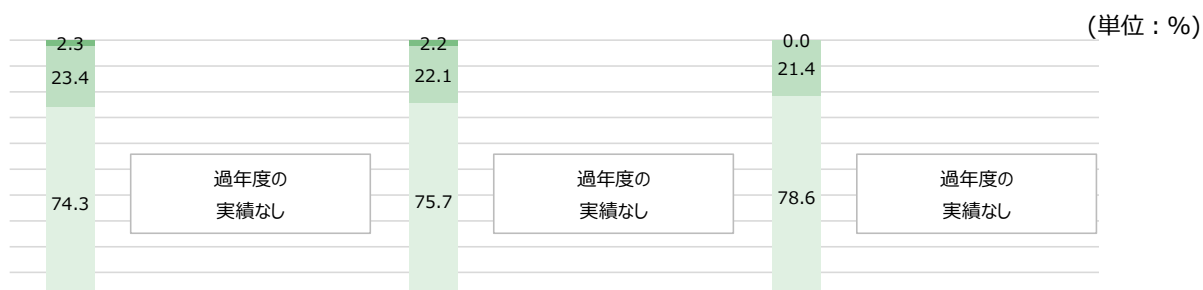 (単位：%)
2.3 2.2 0.0
23.4 22.1 21.4
過年度の 過年度の 過年度の
実績なし 実績なし 実績なし
74.3 75.7 78.6